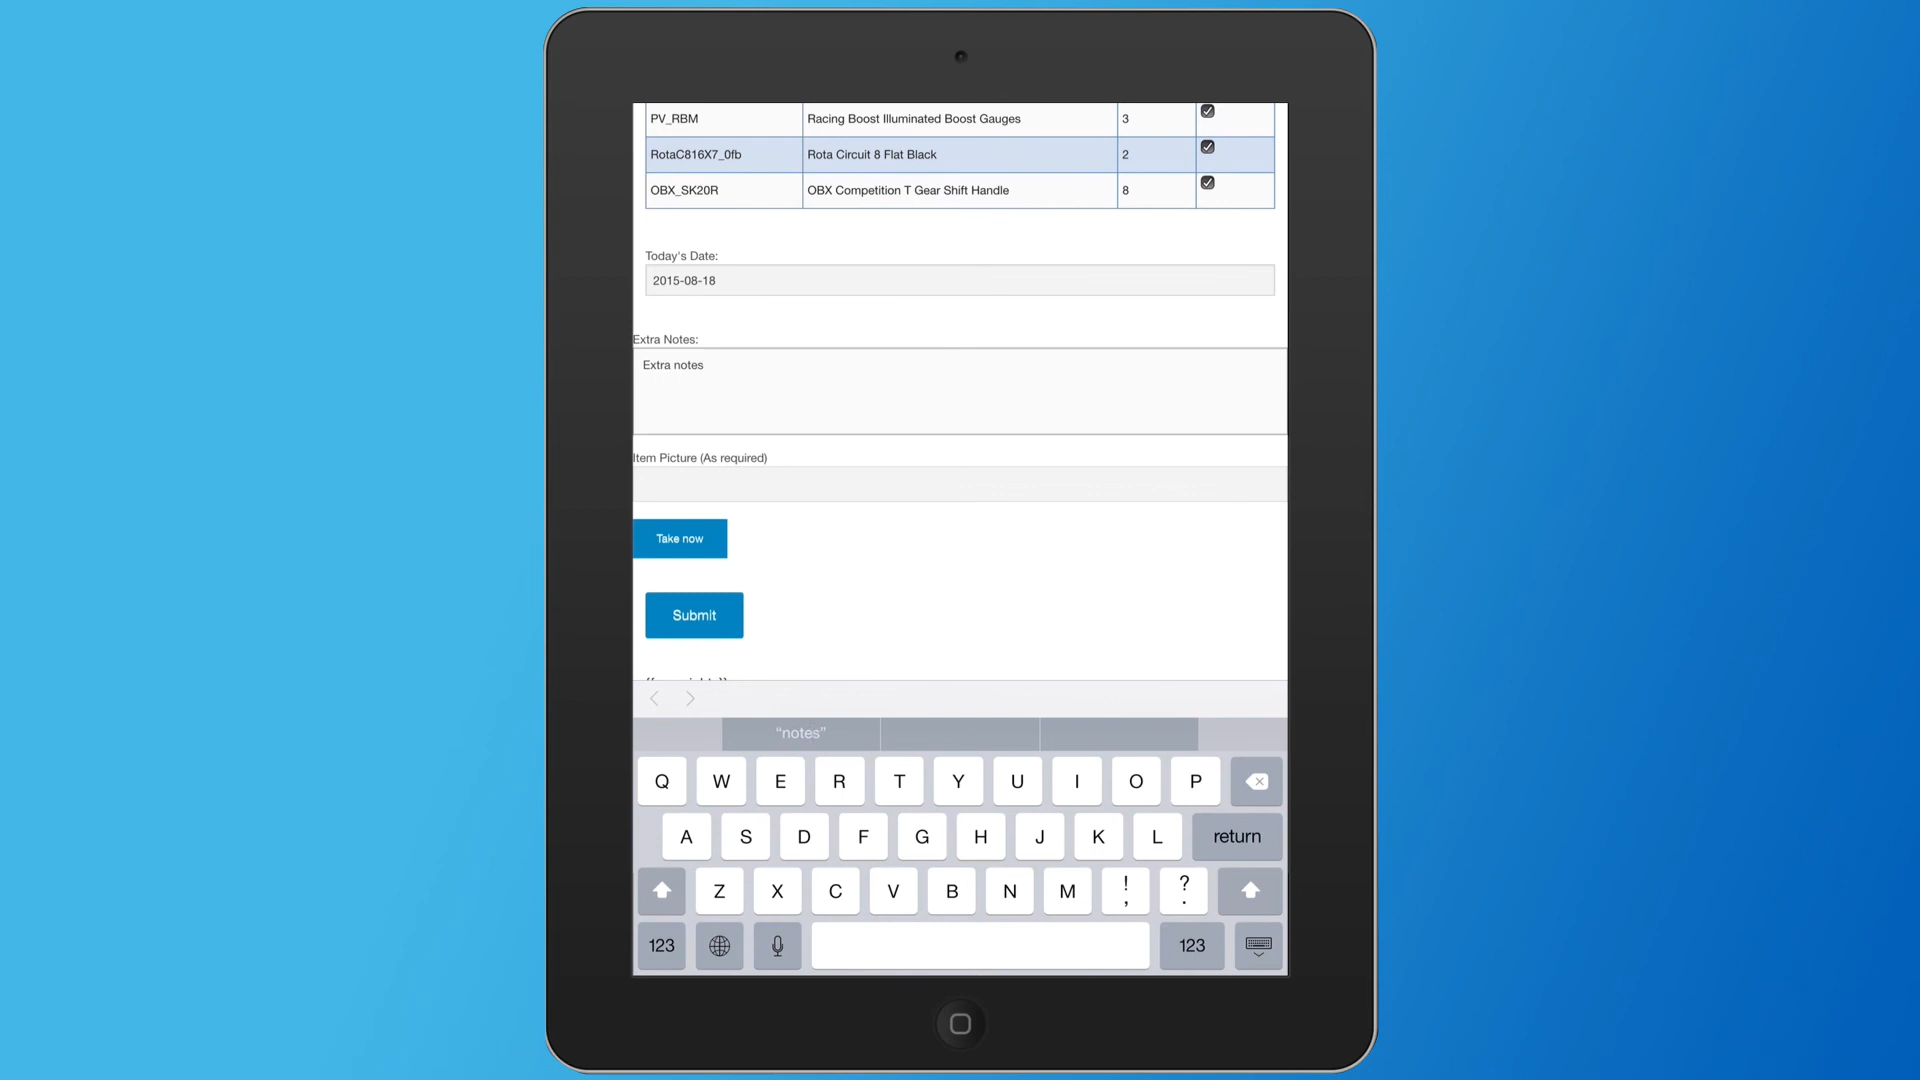 PV_RBM Racing Boost Illuminated Boost Gauges 3
RotaC816X7_0fb Rota Circuit 8 Flat Black 2
OBX_SK20R OBX Competition T Gear Shift Handle 8
Today's Date:
2015-08-18
Extra Notes:
Extra notes
Item Picture (As required)
Take now
Submit
“notes”
Q W E R T Y U I O P
A S D F G H J K L return
Z X C V B N M ! , ? .
123 123